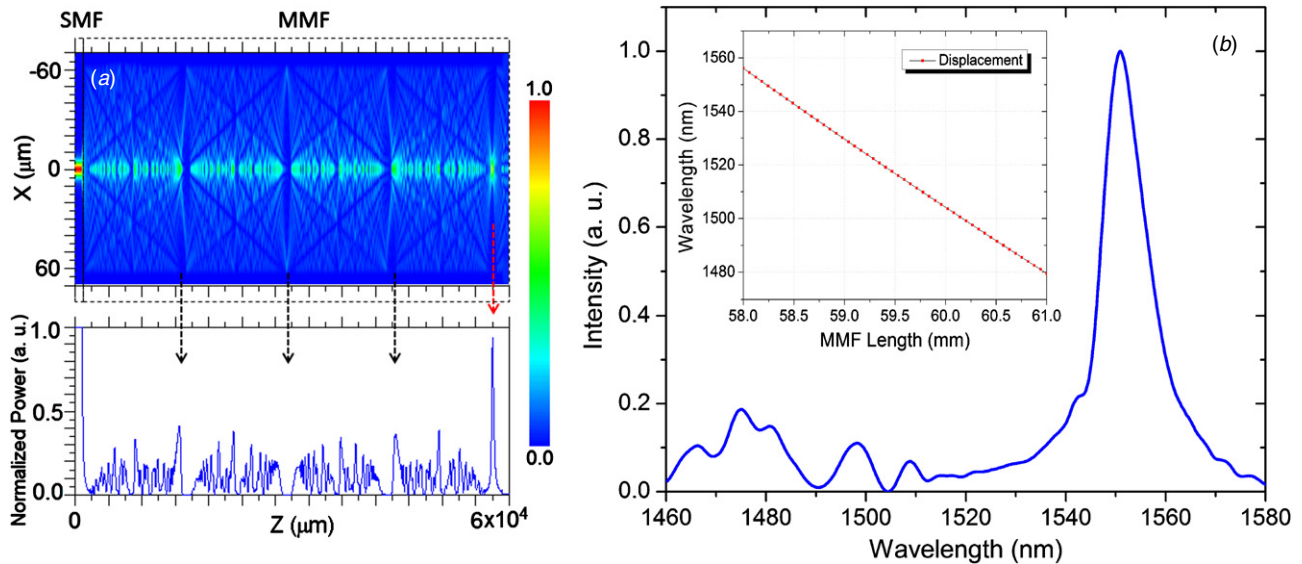 SMF MMF
(a)
-60
0
60
X (μm)
1.0
0.0
Normalized Power (a. u.)
1.0
0.5
0.0
0 Z (μm) 6x10⁴
(b)
Intensity (a. u.)
1.0
0.8
0.6
0.4
0.2
0.0
1460 1480 1500 1520 1540 1560 1580
Wavelength (nm)
Displacement
Wavelength (nm)
1560
1540
1520
1500
1480
58.0 58.5 59.0 59.5 60.0 60.5 61.0
MMF Length (mm)